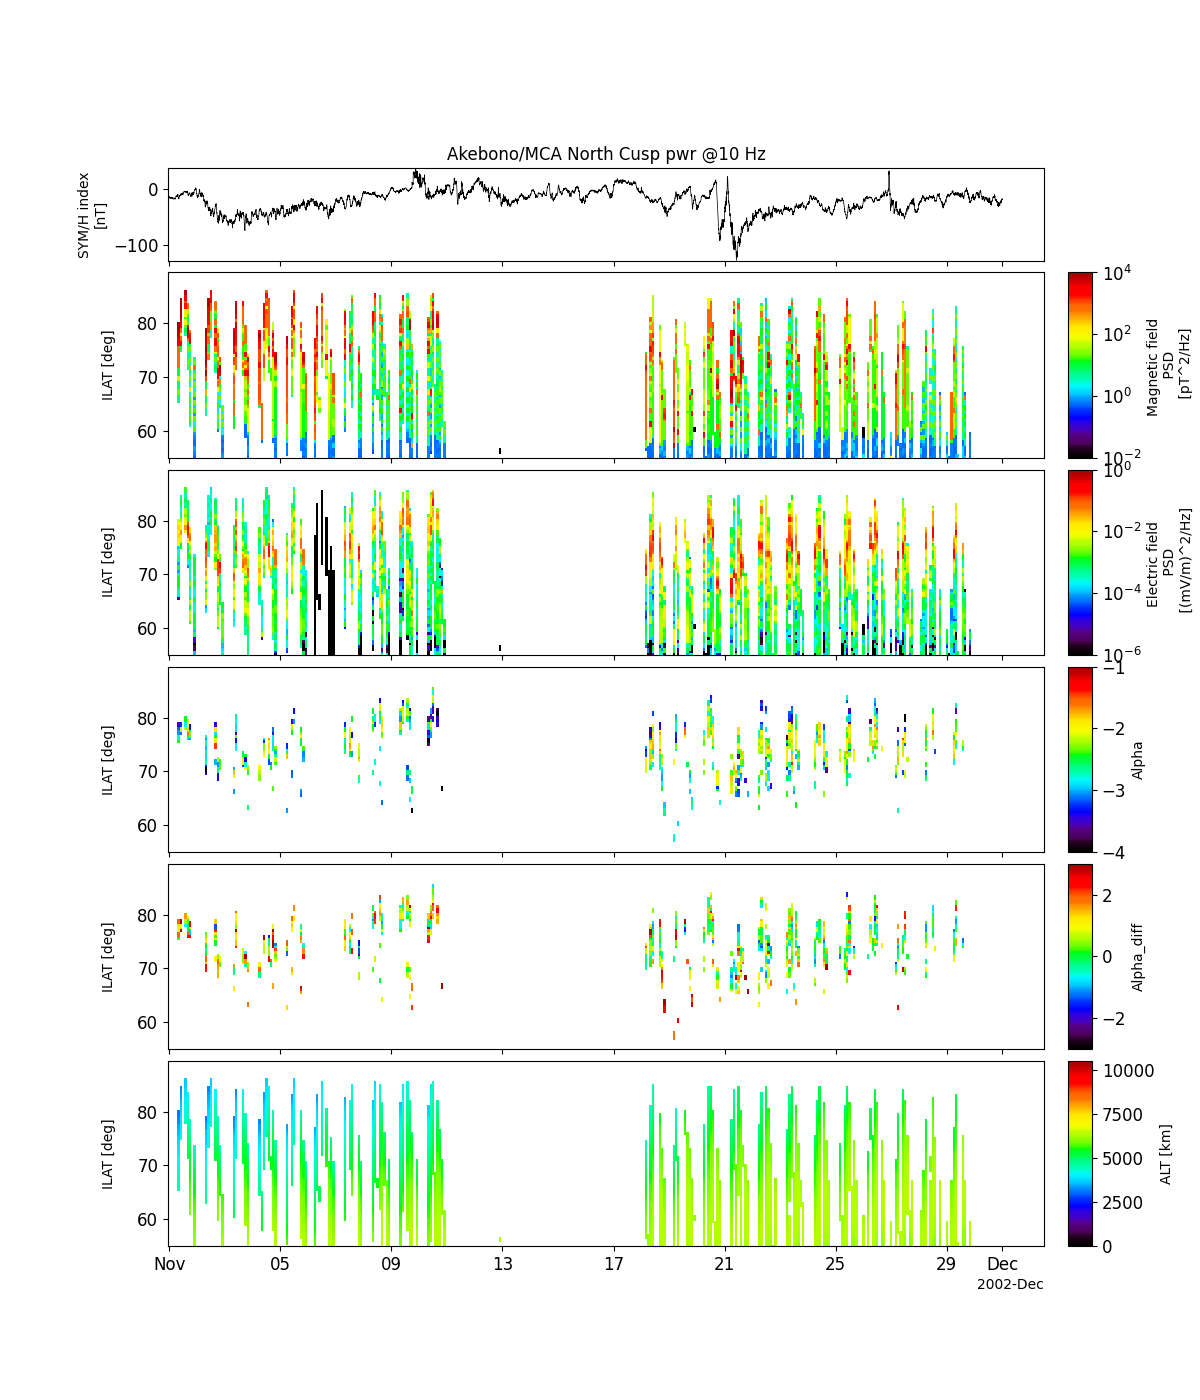 Akebono/MCA North Cusp pwr @10 Hz
SYM/H index
[nT]
0
−100
ILAT [deg]
80
70
60
10^4
10^2
10^0
10^−2
Magnetic field
PSD
[pT^2/Hz]
ILAT [deg]
80
70
60
10^0
10^−2
10^−4
10^−6
Electric field
PSD
[(mV/m)^2/Hz]
ILAT [deg]
80
70
60
−1
−2
−3
−4
Alpha
ILAT [deg]
80
70
60
2
0
−2
Alpha_diff
ILAT [deg]
80
70
60
10000
7500
5000
2500
0
ALT [km]
Nov 05 09 13 17 21 25 29 Dec
2002-Dec